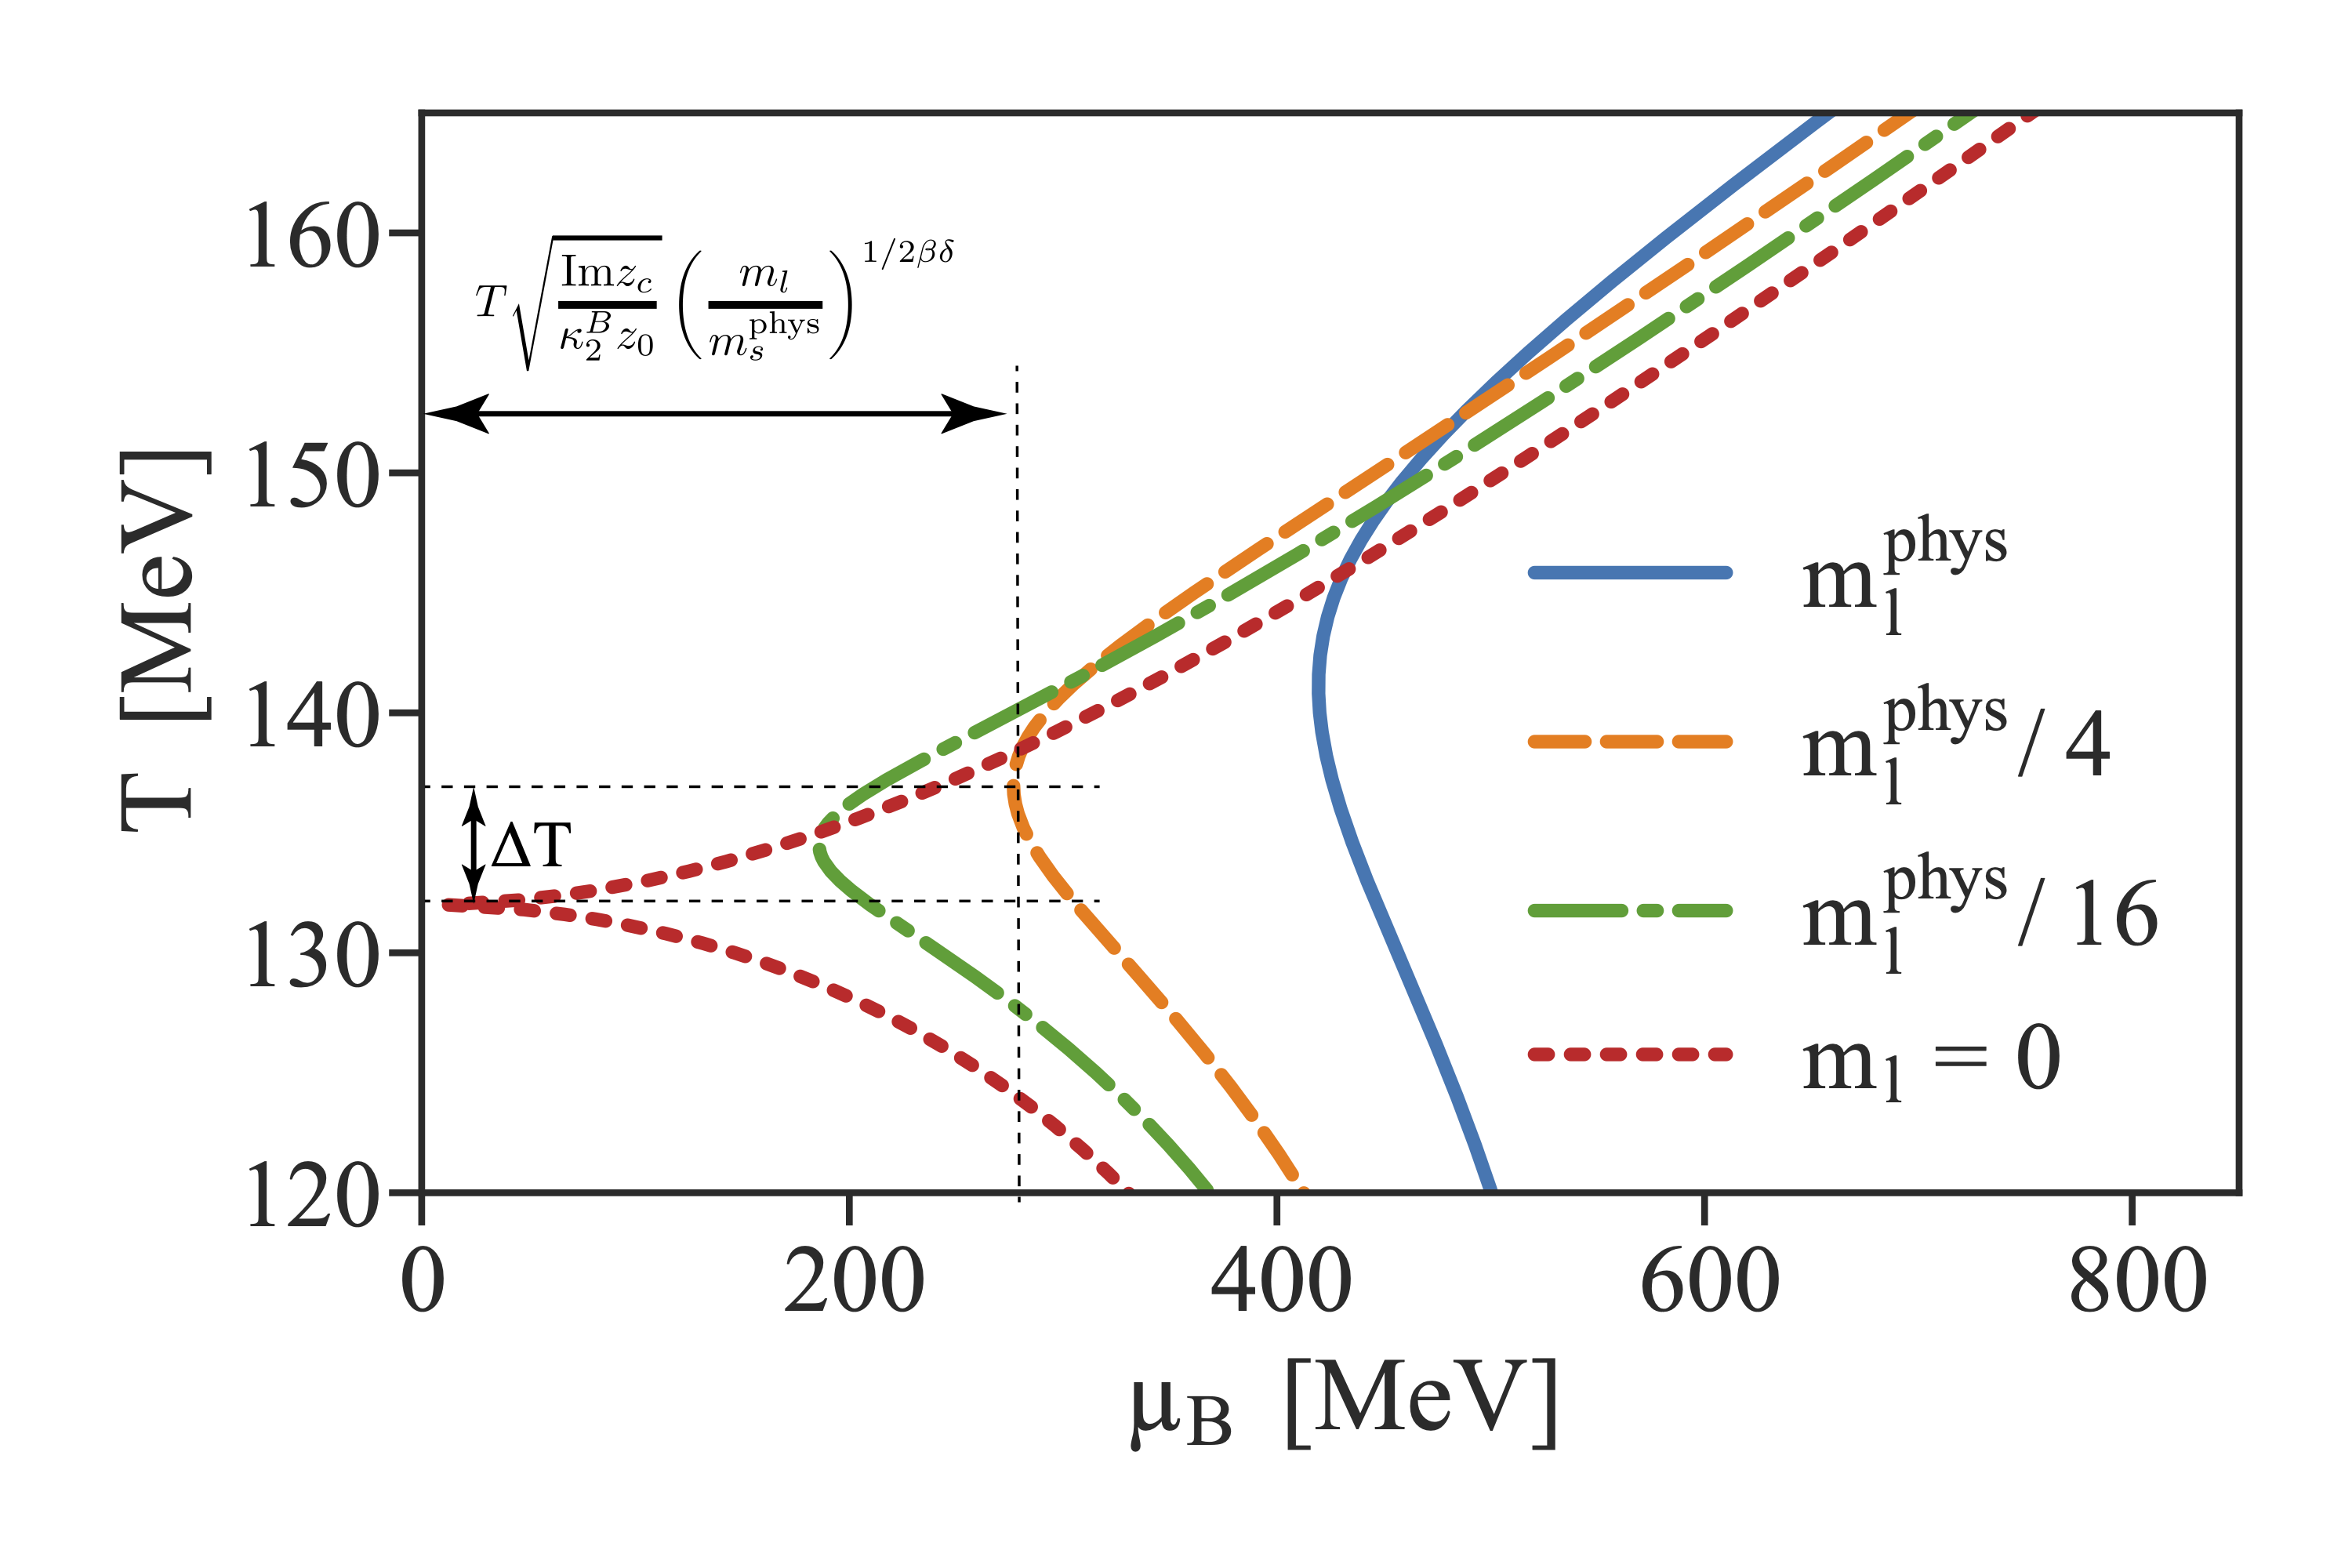 T [MeV]
160
150
140
130
120
T√(Imz_c / κ_2^B z_0) (m_l / m_s^phys)^{1/2βδ}
ΔT
m_l^phys
m_l^phys / 4
m_l^phys / 16
m_l = 0
0 200 400 600 800
μ_B [MeV]